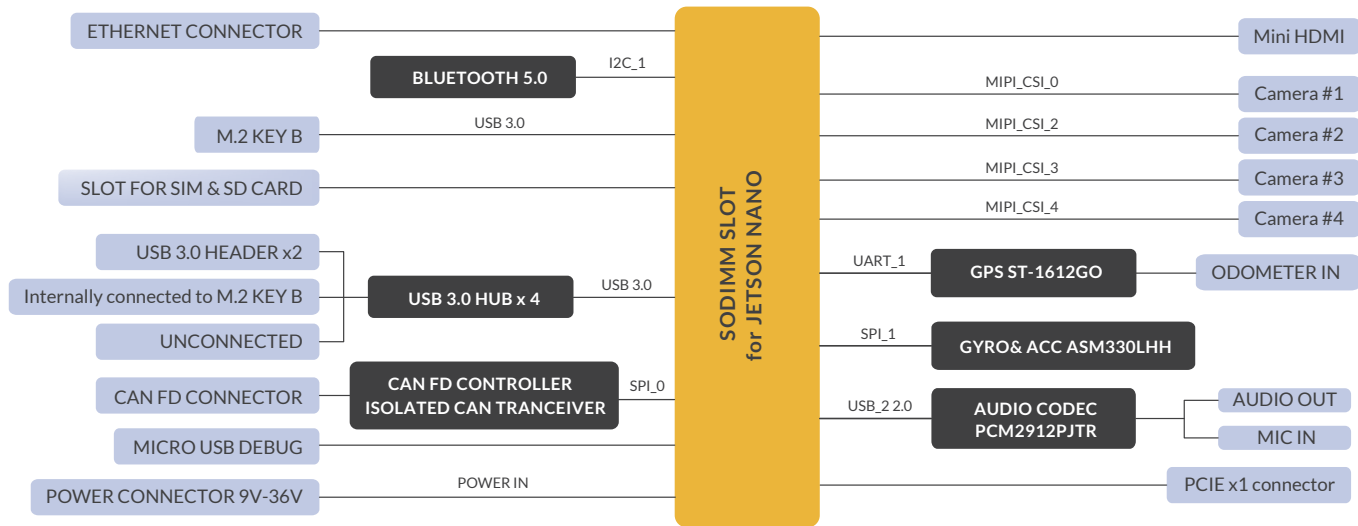 ETHERNET CONNECTOR
I2C_1
BLUETOOTH 5.0
USB 3.0
M.2 KEY B
SLOT FOR SIM & SD CARD
USB 3.0 HEADER x2
Internally connected to M.2 KEY B
UNCONNECTED
USB 3.0 HUB x 4
USB 3.0
CAN FD CONNECTOR
CAN FD CONTROLLER
ISOLATED CAN TRANCEIVER
SPI_0
MICRO USB DEBUG
POWER CONNECTOR 9V-36V
POWER IN
SODIMM SLOT
for JETSON NANO
Mini HDMI
MIPI_CSI_0
Camera #1
MIPI_CSI_2
Camera #2
MIPI_CSI_3
Camera #3
MIPI_CSI_4
Camera #4
UART_1
GPS ST-1612GO
ODOMETER IN
SPI_1
GYRO& ACC ASM330LHH
USB_2 2.0
AUDIO CODEC
PCM2912PJTR
AUDIO OUT
MIC IN
PCIE x1 connector